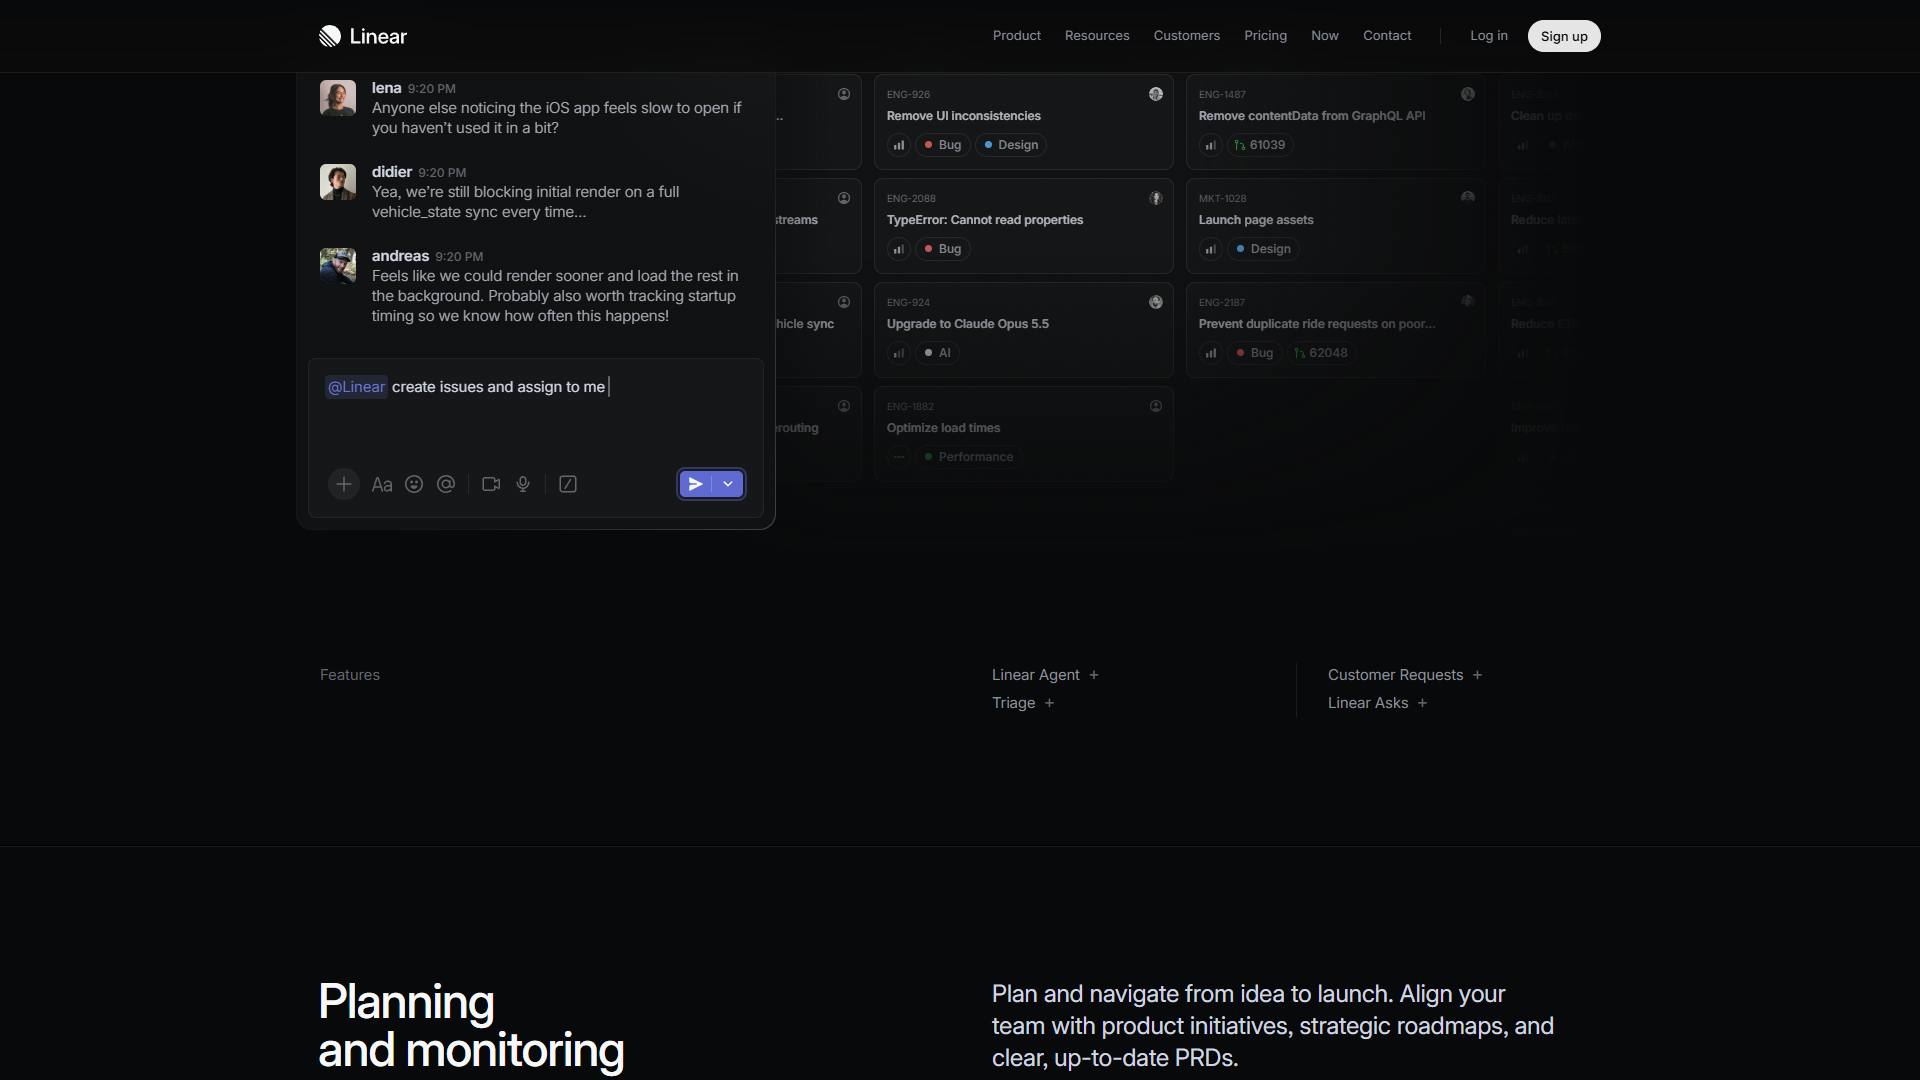 Linear
Product
Resources
Customers
Pricing
Now
Contact
Log in
Sign up
lena 9:20 PM
Anyone else noticing the iOS app feels slow to open if
you haven’t used it in a bit?
didier 9:20 PM
Yea, we’re still blocking initial render on a full
vehicle_state sync every time...
andreas 9:20 PM
Feels like we could render sooner and load the rest in
the background. Probably also worth tracking startup
timing so we know how often this happens!
@Linear create issues and assign to me
Aa
...
streams
sync
ENG-926
Remove UI inconsistencies
Bug
Design
ENG-2088
TypeError: Cannot read properties
Bug
ENG-924
Upgrade to Claude Opus 5.5
AI
ENG-1882
Optimize load times
Performance
ENG-1487
Remove contentData from GraphQL API
61039
MKT-1028
Launch page assets
Design
ENG-2187
Prevent duplicate ride requests on poor...
Bug
62048
Clean up
Reduce
Reduce
Features
Linear Agent +
Triage +
Customer Requests +
Linear Asks +
Planning
and monitoring
Plan and navigate from idea to launch. Align your
team with product initiatives, strategic roadmaps, and
clear, up-to-date PRDs.